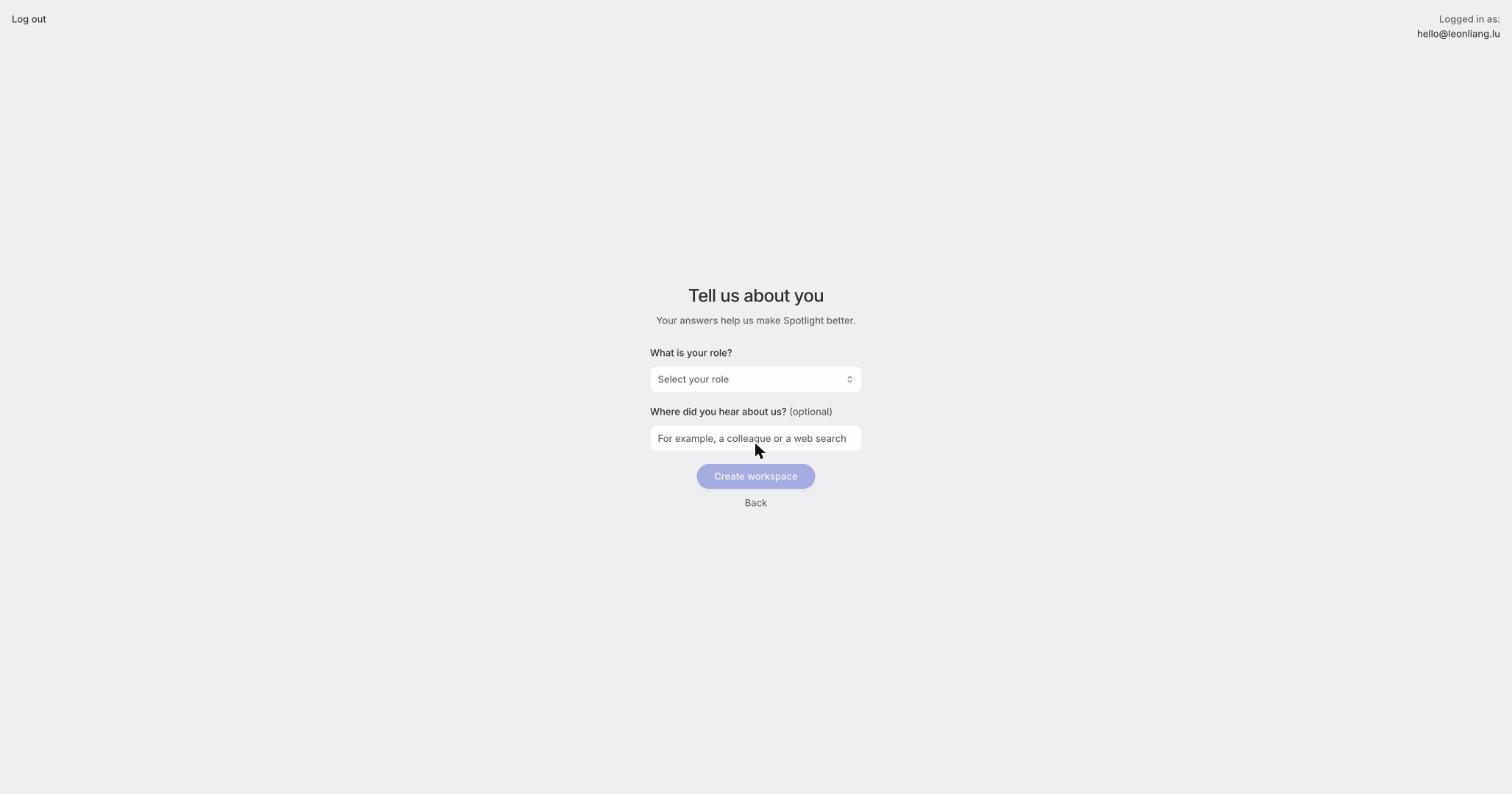 Log out
Logged in as:
hello@leonliang.lu
Tell us about you
Your answers help us make Spotlight better.
What is your role?
Select your role
Where did you hear about us? (optional)
For example, a colleague or a web search
Create workspace
Back